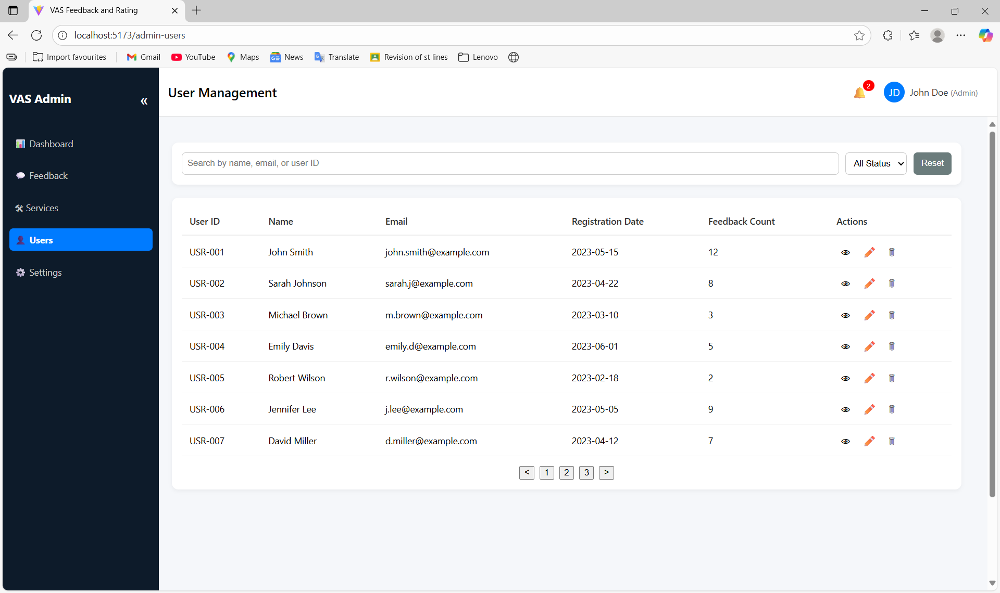 VAS Feedback and Rating
localhost:5173/admin-users
Import favourites Gmail YouTube Maps News Translate Revision of st lines Lenovo
VAS Admin «
User Management
2
JD John Doe (Admin)
Dashboard
Feedback
Services
Users
Settings
Search by name, email, or user ID All Status Reset
User ID Name Email Registration Date Feedback Count Actions
USR-001 John Smith john.smith@example.com 2023-05-15 12
USR-002 Sarah Johnson sarah.j@example.com 2023-04-22 8
USR-003 Michael Brown m.brown@example.com 2023-03-10 3
USR-004 Emily Davis emily.d@example.com 2023-06-01 5
USR-005 Robert Wilson r.wilson@example.com 2023-02-18 2
USR-006 Jennifer Lee j.lee@example.com 2023-05-05 9
USR-007 David Miller d.miller@example.com 2023-04-12 7
< 1 2 3 >